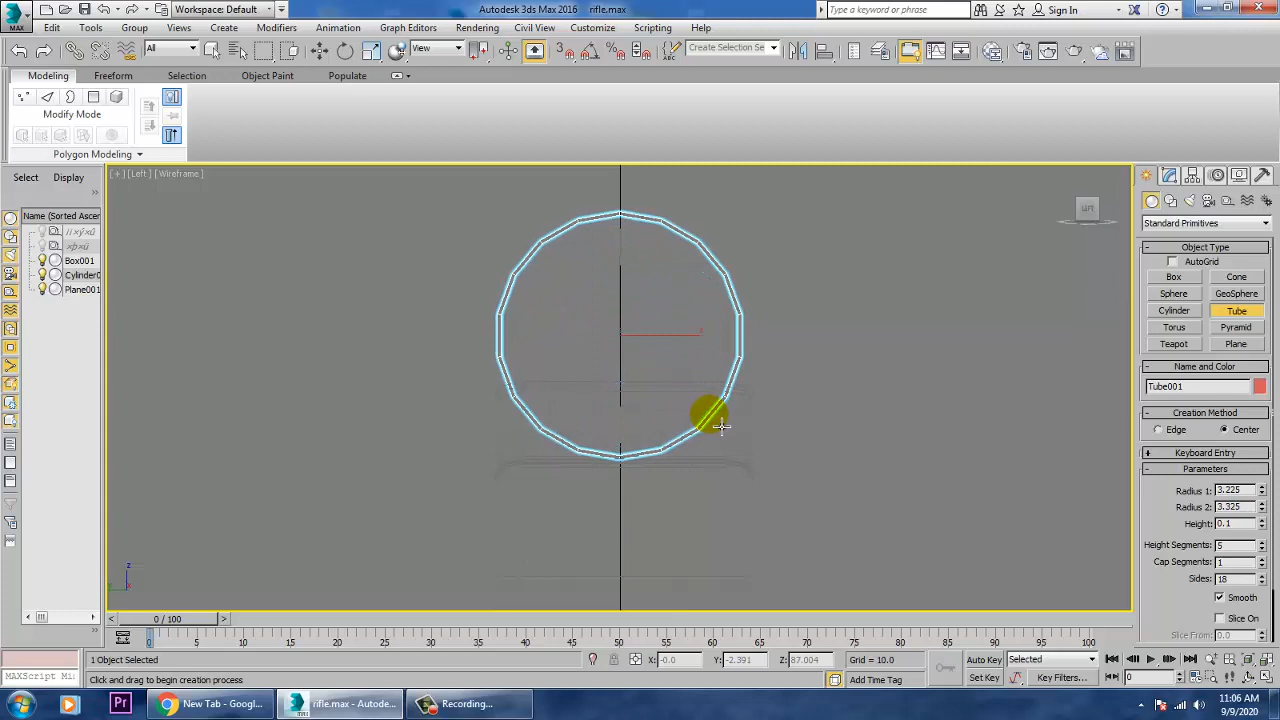 MAX
Workspace: Default
Autodesk 3ds Max 2016
rifle.max
Type a keyword or phrase
Sign In
Edit Tools Group Views Create Modifiers Animation Graph Editors Rendering Civil View Customize Scripting Help
All
View
Create Selection Se
Modeling Freeform Selection Object Paint Populate
Modify Mode
Polygon Modeling
Select Display
Name (Sorted Ascen
Box001
Cylinder0
Plane001
[+] [Left] [Wireframe]
LEFT
Standard Primitives
Object Type
AutoGrid
Box Cone
Sphere GeoSphere
Cylinder Tube
Torus Pyramid
Teapot Plane
Name and Color
Tube001
Creation Method
Edge Center
Keyboard Entry
Parameters
Radius 1: 3.225
Radius 2: 3.325
Height: 0.1
Height Segments: 5
Cap Segments: 1
Sides: 18
Smooth
Slice On
Slice From: 0.0
z
x
0 / 100
0 5 10 15 20 25 30 35 40 45 50 55 60 65 70 75 80 85 90 95 100
1 Object Selected
X: -0.0 Y: -2.391 Z: 87.004
Grid = 10.0
Auto Key Selected
MAXScript Mi
Click and drag to begin creation process
Add Time Tag
Set Key Key Filters...
0
Pr
New Tab - Googl...
rifle.max - Autode...
Recording...
11:06 AM
9/9/2020